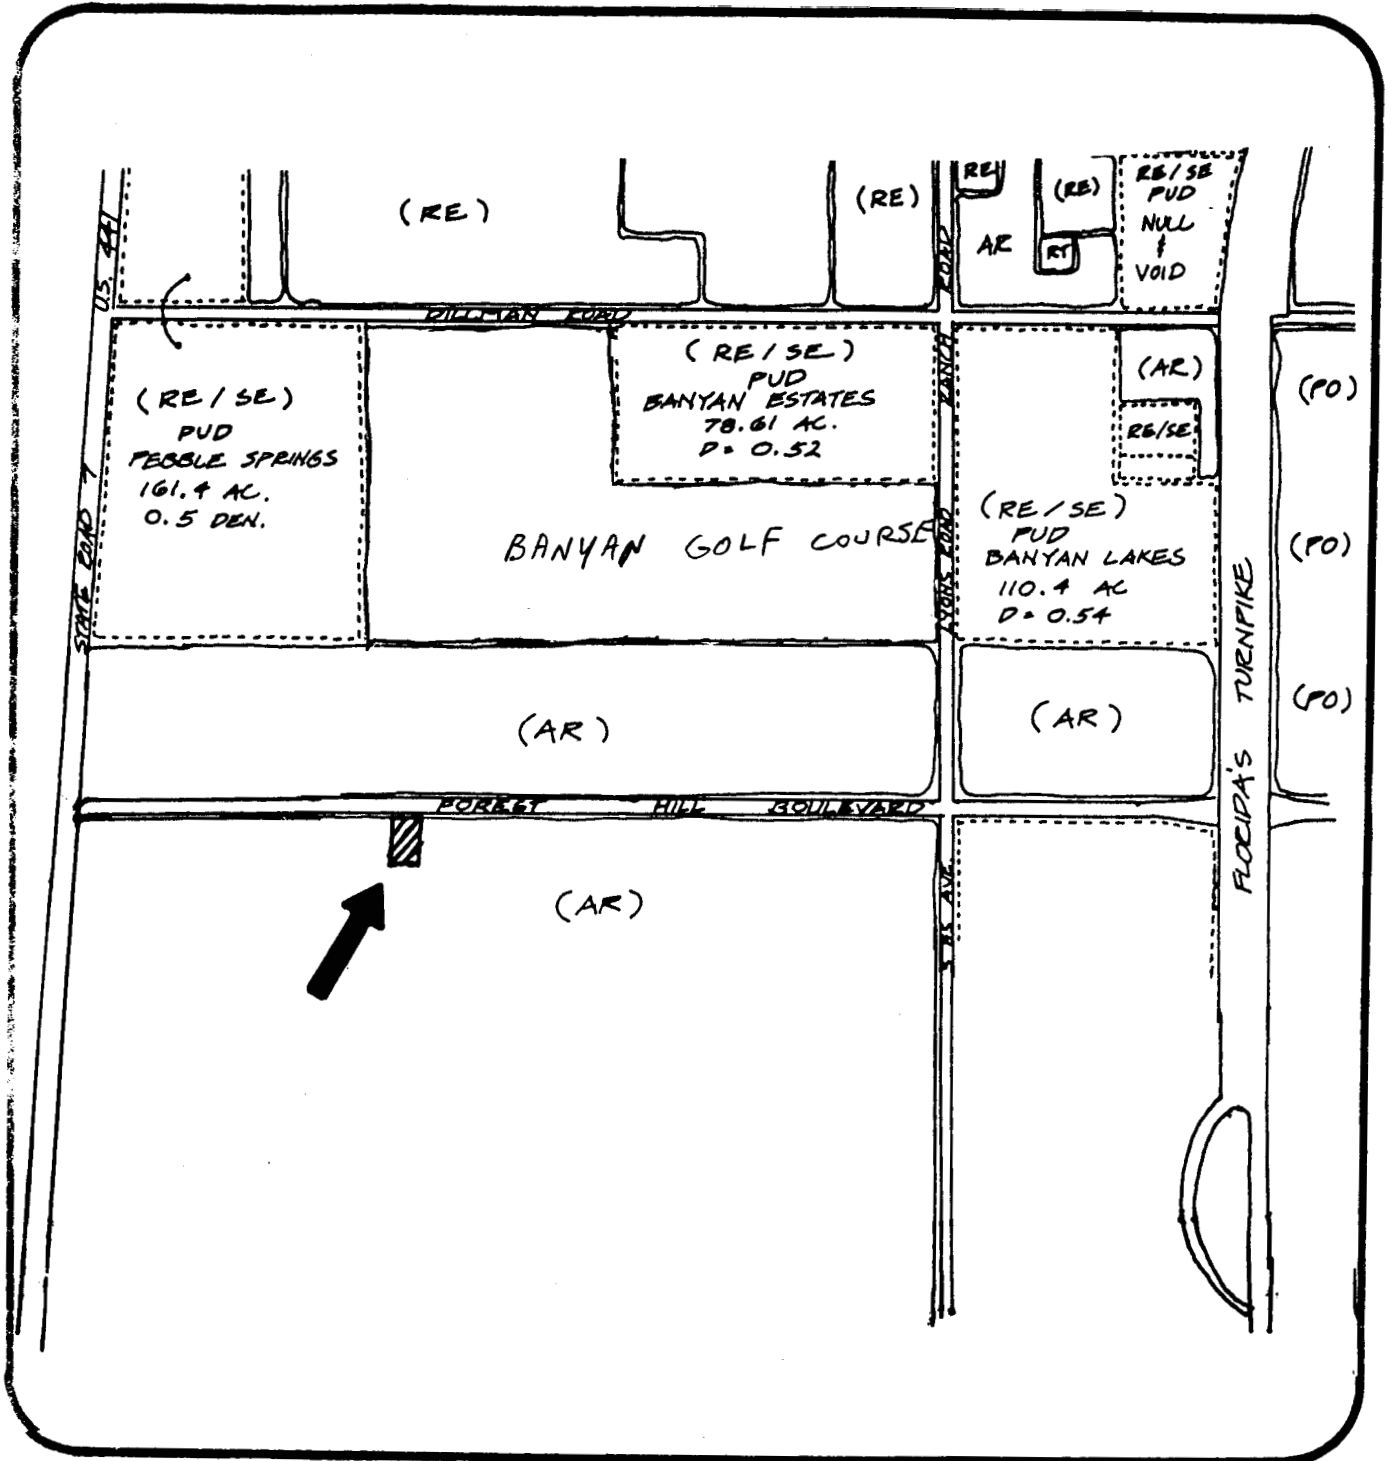 U.S. 441
(RE)
(RE)
RE
AR
(RE)
RT
RE/SE
PUD
NULL
&
VOID
ROAD
DILLMAN ROAD
(RE/SE)
PUD
PEBBLE SPRINGS
161.4 AC.
0.5 DEN.
(RE/SE)
PUD
BANYAN ESTATES
78.61 AC.
D= 0.52
RANCH
(AR)
RE/SE
(PO)
STATE ROAD 7
BANYAN GOLF COURSE
LYONS ROAD
(RE/SE)
PUD
BANYAN LAKES
110.4 AC
D= 0.54
(PO)
FLORIDA'S TURNPIKE
(AR)
(AR)
(PO)
FOREST HILL BOULEVARD
(AR)
AVE